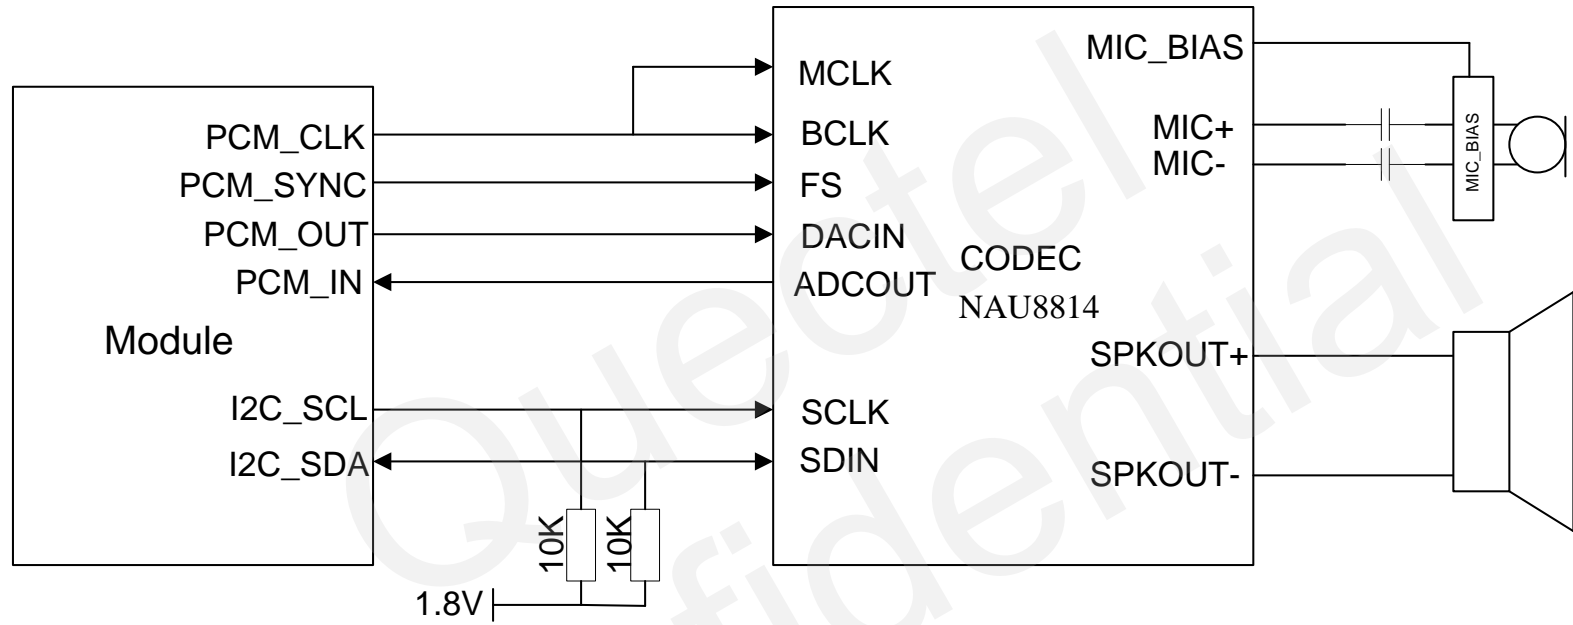 Module
PCM_CLK
PCM_SYNC
PCM_OUT
PCM_IN
I2C_SCL
I2C_SDA
10K
10K
1.8V
MCLK
BCLK
FS
DACIN
ADCOUT
SCLK
SDIN
CODEC
NAU8814
MIC_BIAS
MIC+
MIC-
SPKOUT+
SPKOUT-
MIC_BIAS
Quectel
fidential